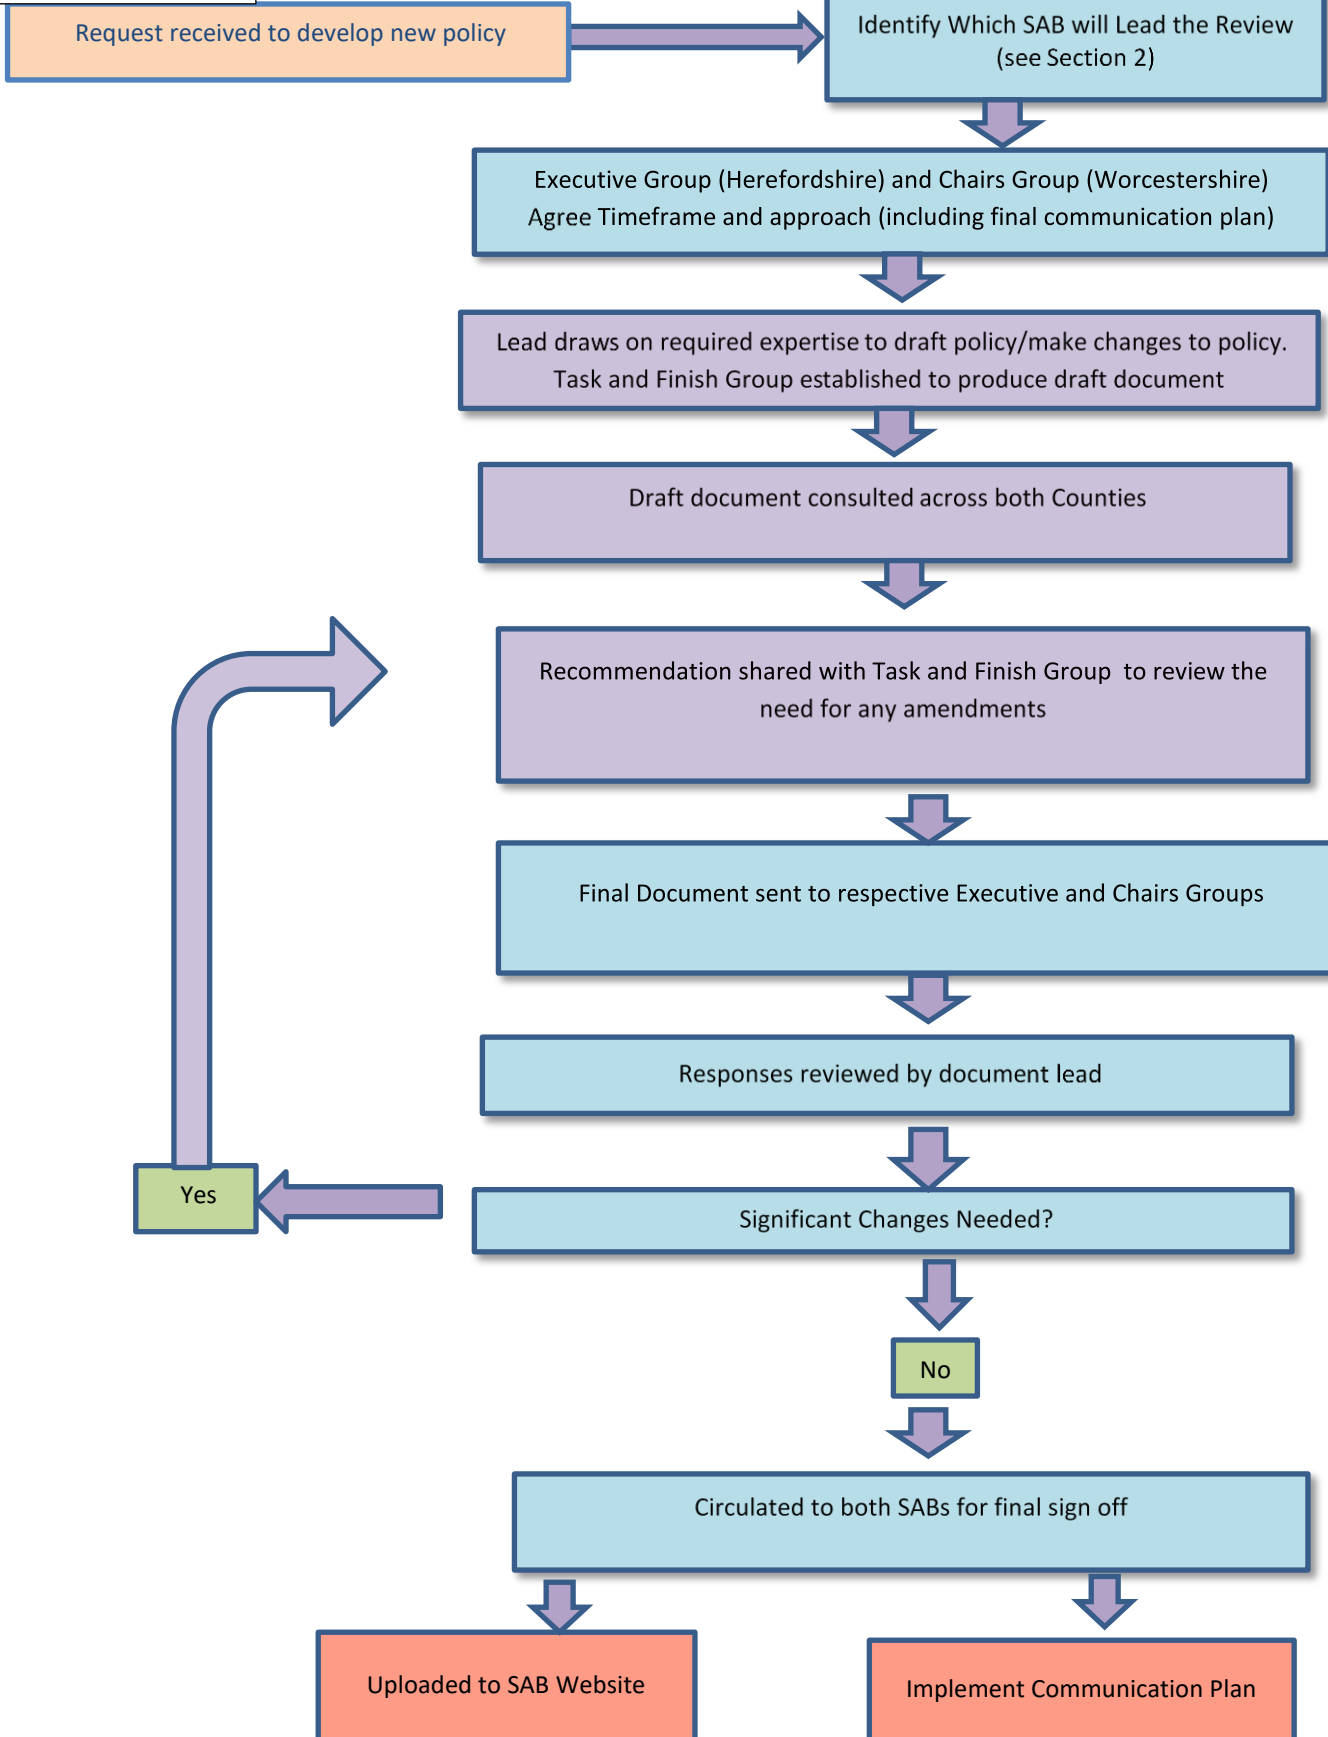 Request received to develop new policy
Identify Which SAB will Lead the Review
(see Section 2)
Executive Group (Herefordshire) and Chairs Group (Worcestershire)
Agree Timeframe and approach (including final communication plan)
Lead draws on required expertise to draft policy/make changes to policy.
Task and Finish Group established to produce draft document
Draft document consulted across both Counties
Recommendation shared with Task and Finish Group to review the
need for any amendments
Final Document sent to respective Executive and Chairs Groups
Responses reviewed by document lead
Yes
Significant Changes Needed?
No
Circulated to both SABs for final sign off
Uploaded to SAB Website
Implement Communication Plan